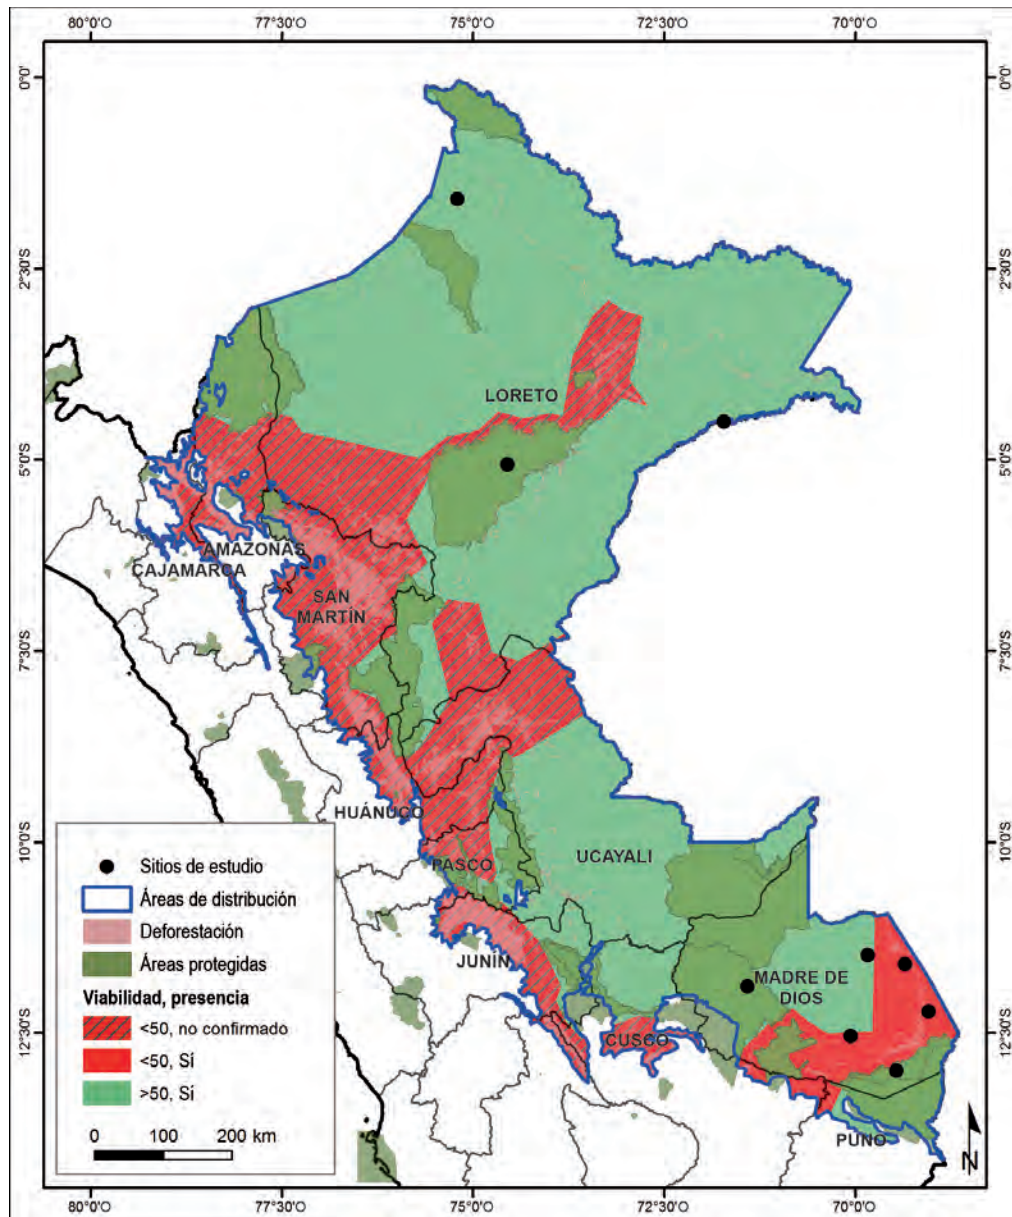 80°0'O 77°30'O 75°0'O 72°30'O 70°0'O
0°0'
0°0'
2°30'S
2°30'S
LORETO
5°0'S
5°0'S
AMAZONAS
CAJAMARCA
SAN
MARTÍN
7°30'S
7°30'S
HUÁNUCO
10°0'S
10°0'S
UCAYALI
PASCO
JUNÍN
MADRE DE
DIOS
12°30'S
12°30'S
CUSCO
PUNO
Sitios de estudio
Áreas de distribución
Deforestación
Áreas protegidas
Viabilidad, presencia
<50, no confirmado
<50, Sí
>50, Sí
0 100 200 km
N
80°0'O 77°30'O 75°0'O 72°30'O 70°0'O